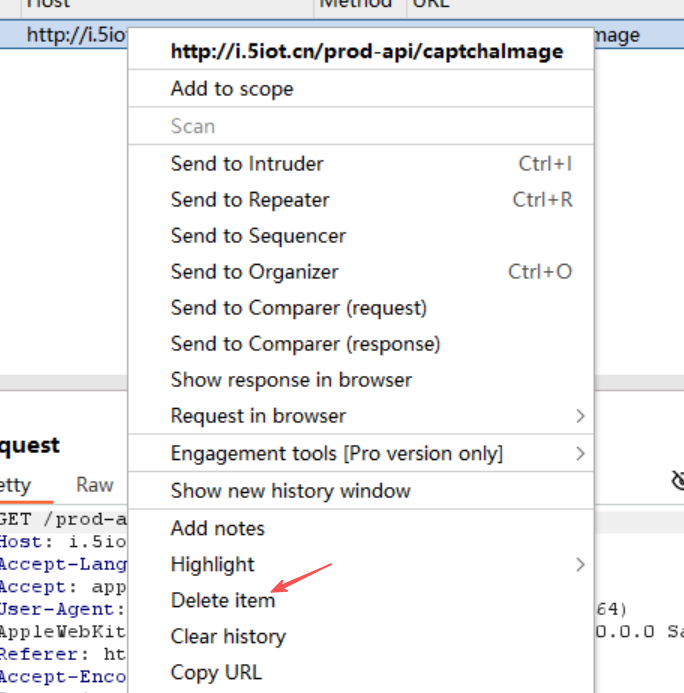 Host Method URL
http://i.5iot mage
http://i.5iot.cn/prod-api/captchaImage
Add to scope
Scan
Send to Intruder Ctrl+I
Send to Repeater Ctrl+R
Send to Sequencer
Send to Organizer Ctrl+O
Send to Comparer (request)
Send to Comparer (response)
Show response in browser
Request in browser
quest
Engagement tools [Pro version only]
etty Raw
Show new history window
GET /prod-a
Add notes
Host: i.5io
Accept-Lang
Highlight
Accept: app
Delete item
User-Agent: 64)
AppleWebKit 0.0.0 Sa
Clear history
Referer: ht
Copy URL
Accept-Enco